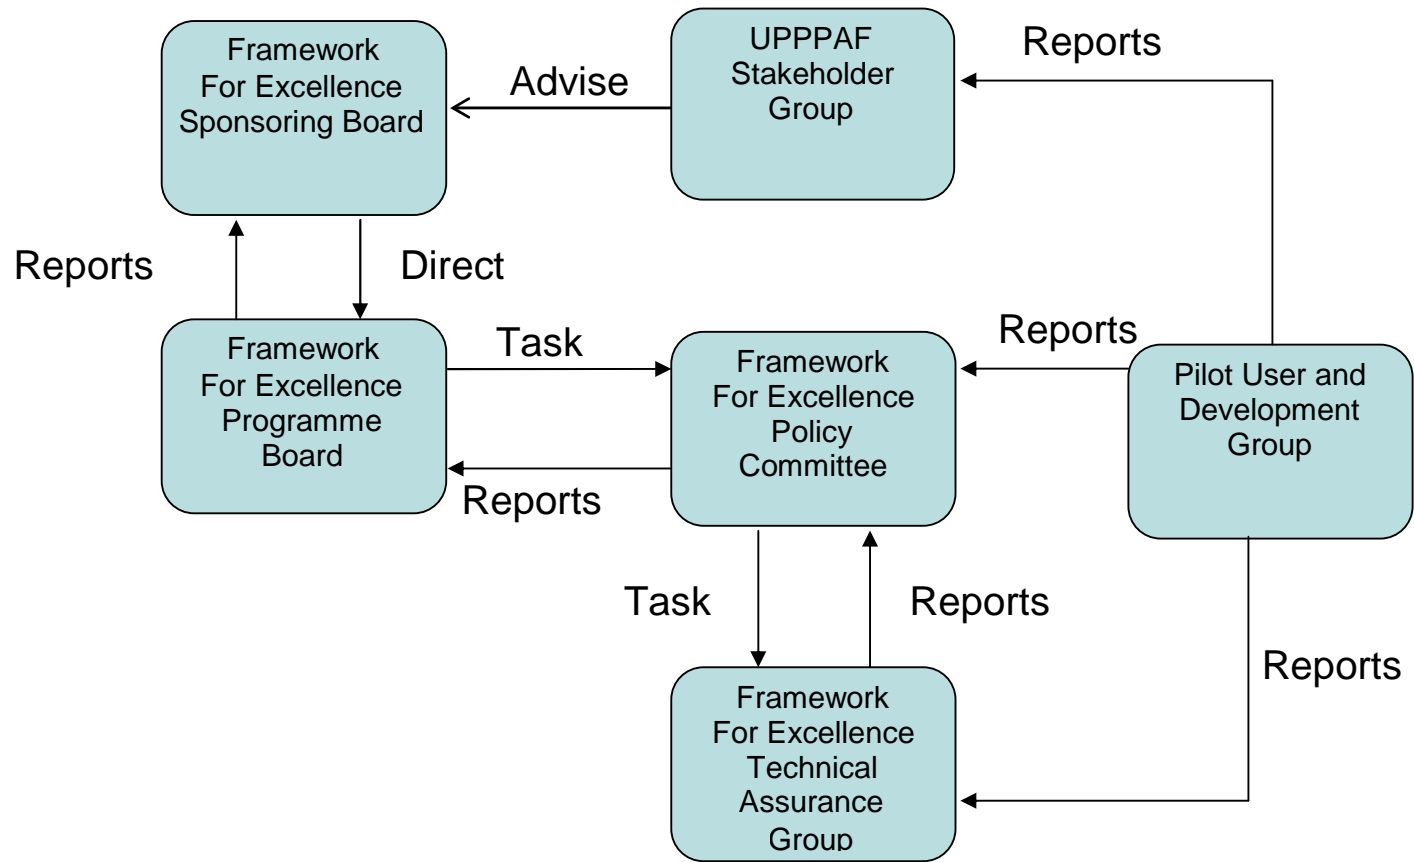 Framework
For Excellence
Sponsoring Board
Advise
UPPPAF
Stakeholder
Group
Reports
Reports
Direct
Framework
For Excellence
Programme
Board
Task
Reports
Framework
For Excellence
Policy
Committee
Reports
Pilot User and
Development
Group
Task
Reports
Reports
Framework
For Excellence
Technical
Assurance
Group